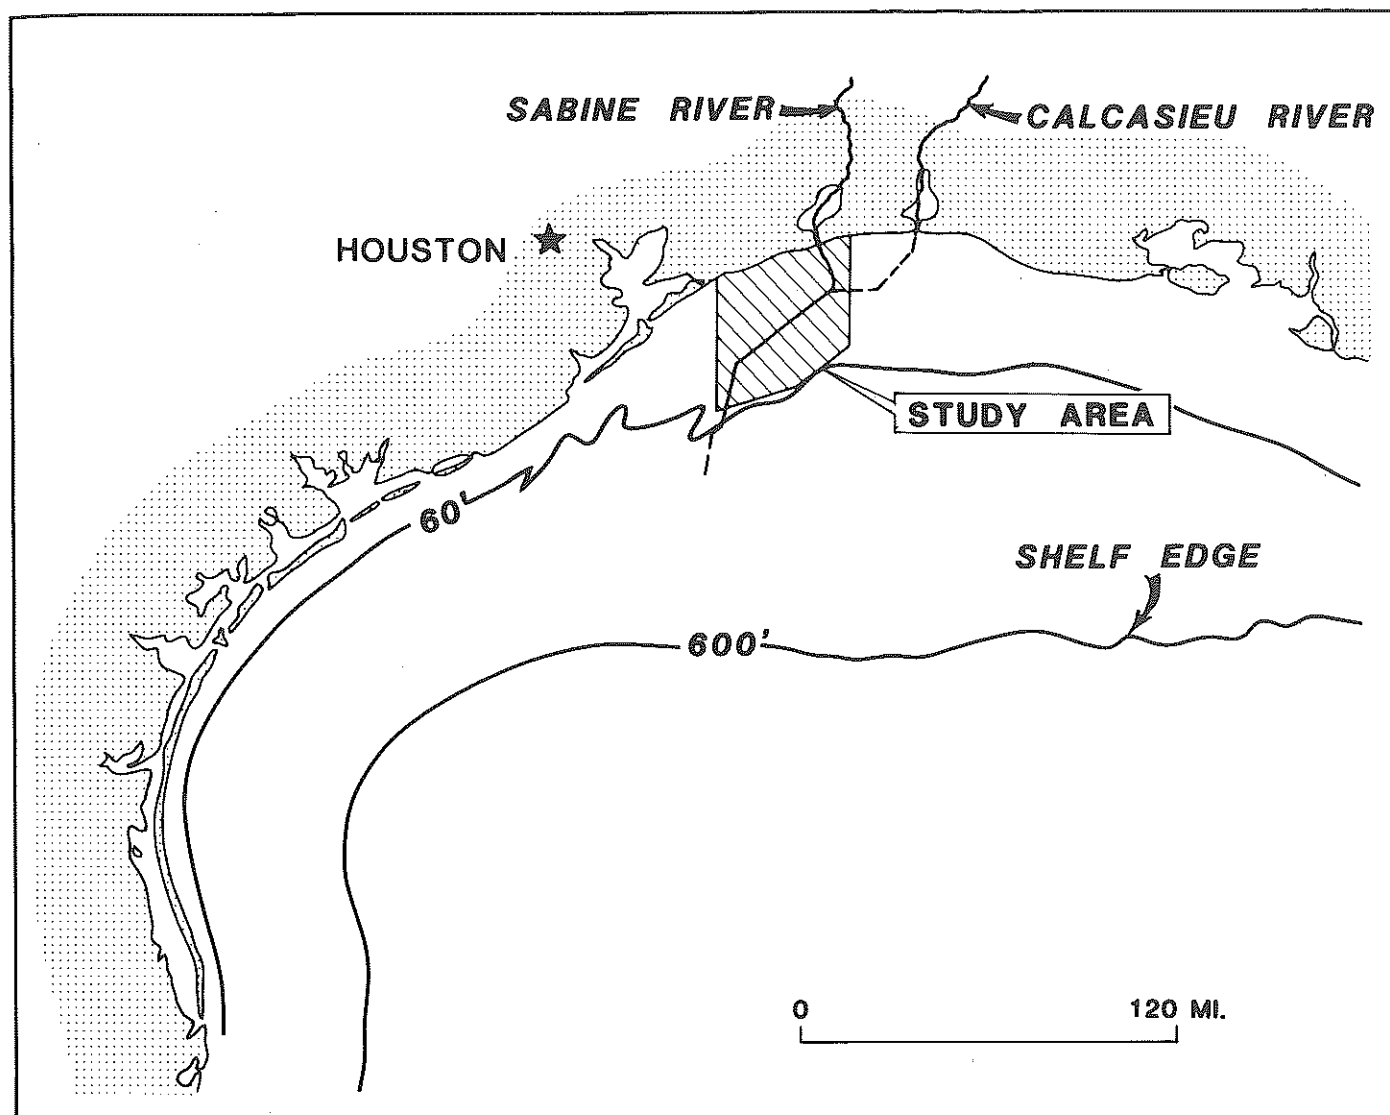 SABINE RIVER
CALCASIEU RIVER
HOUSTON
STUDY AREA
60'
SHELF EDGE
600'
0 120 MI.